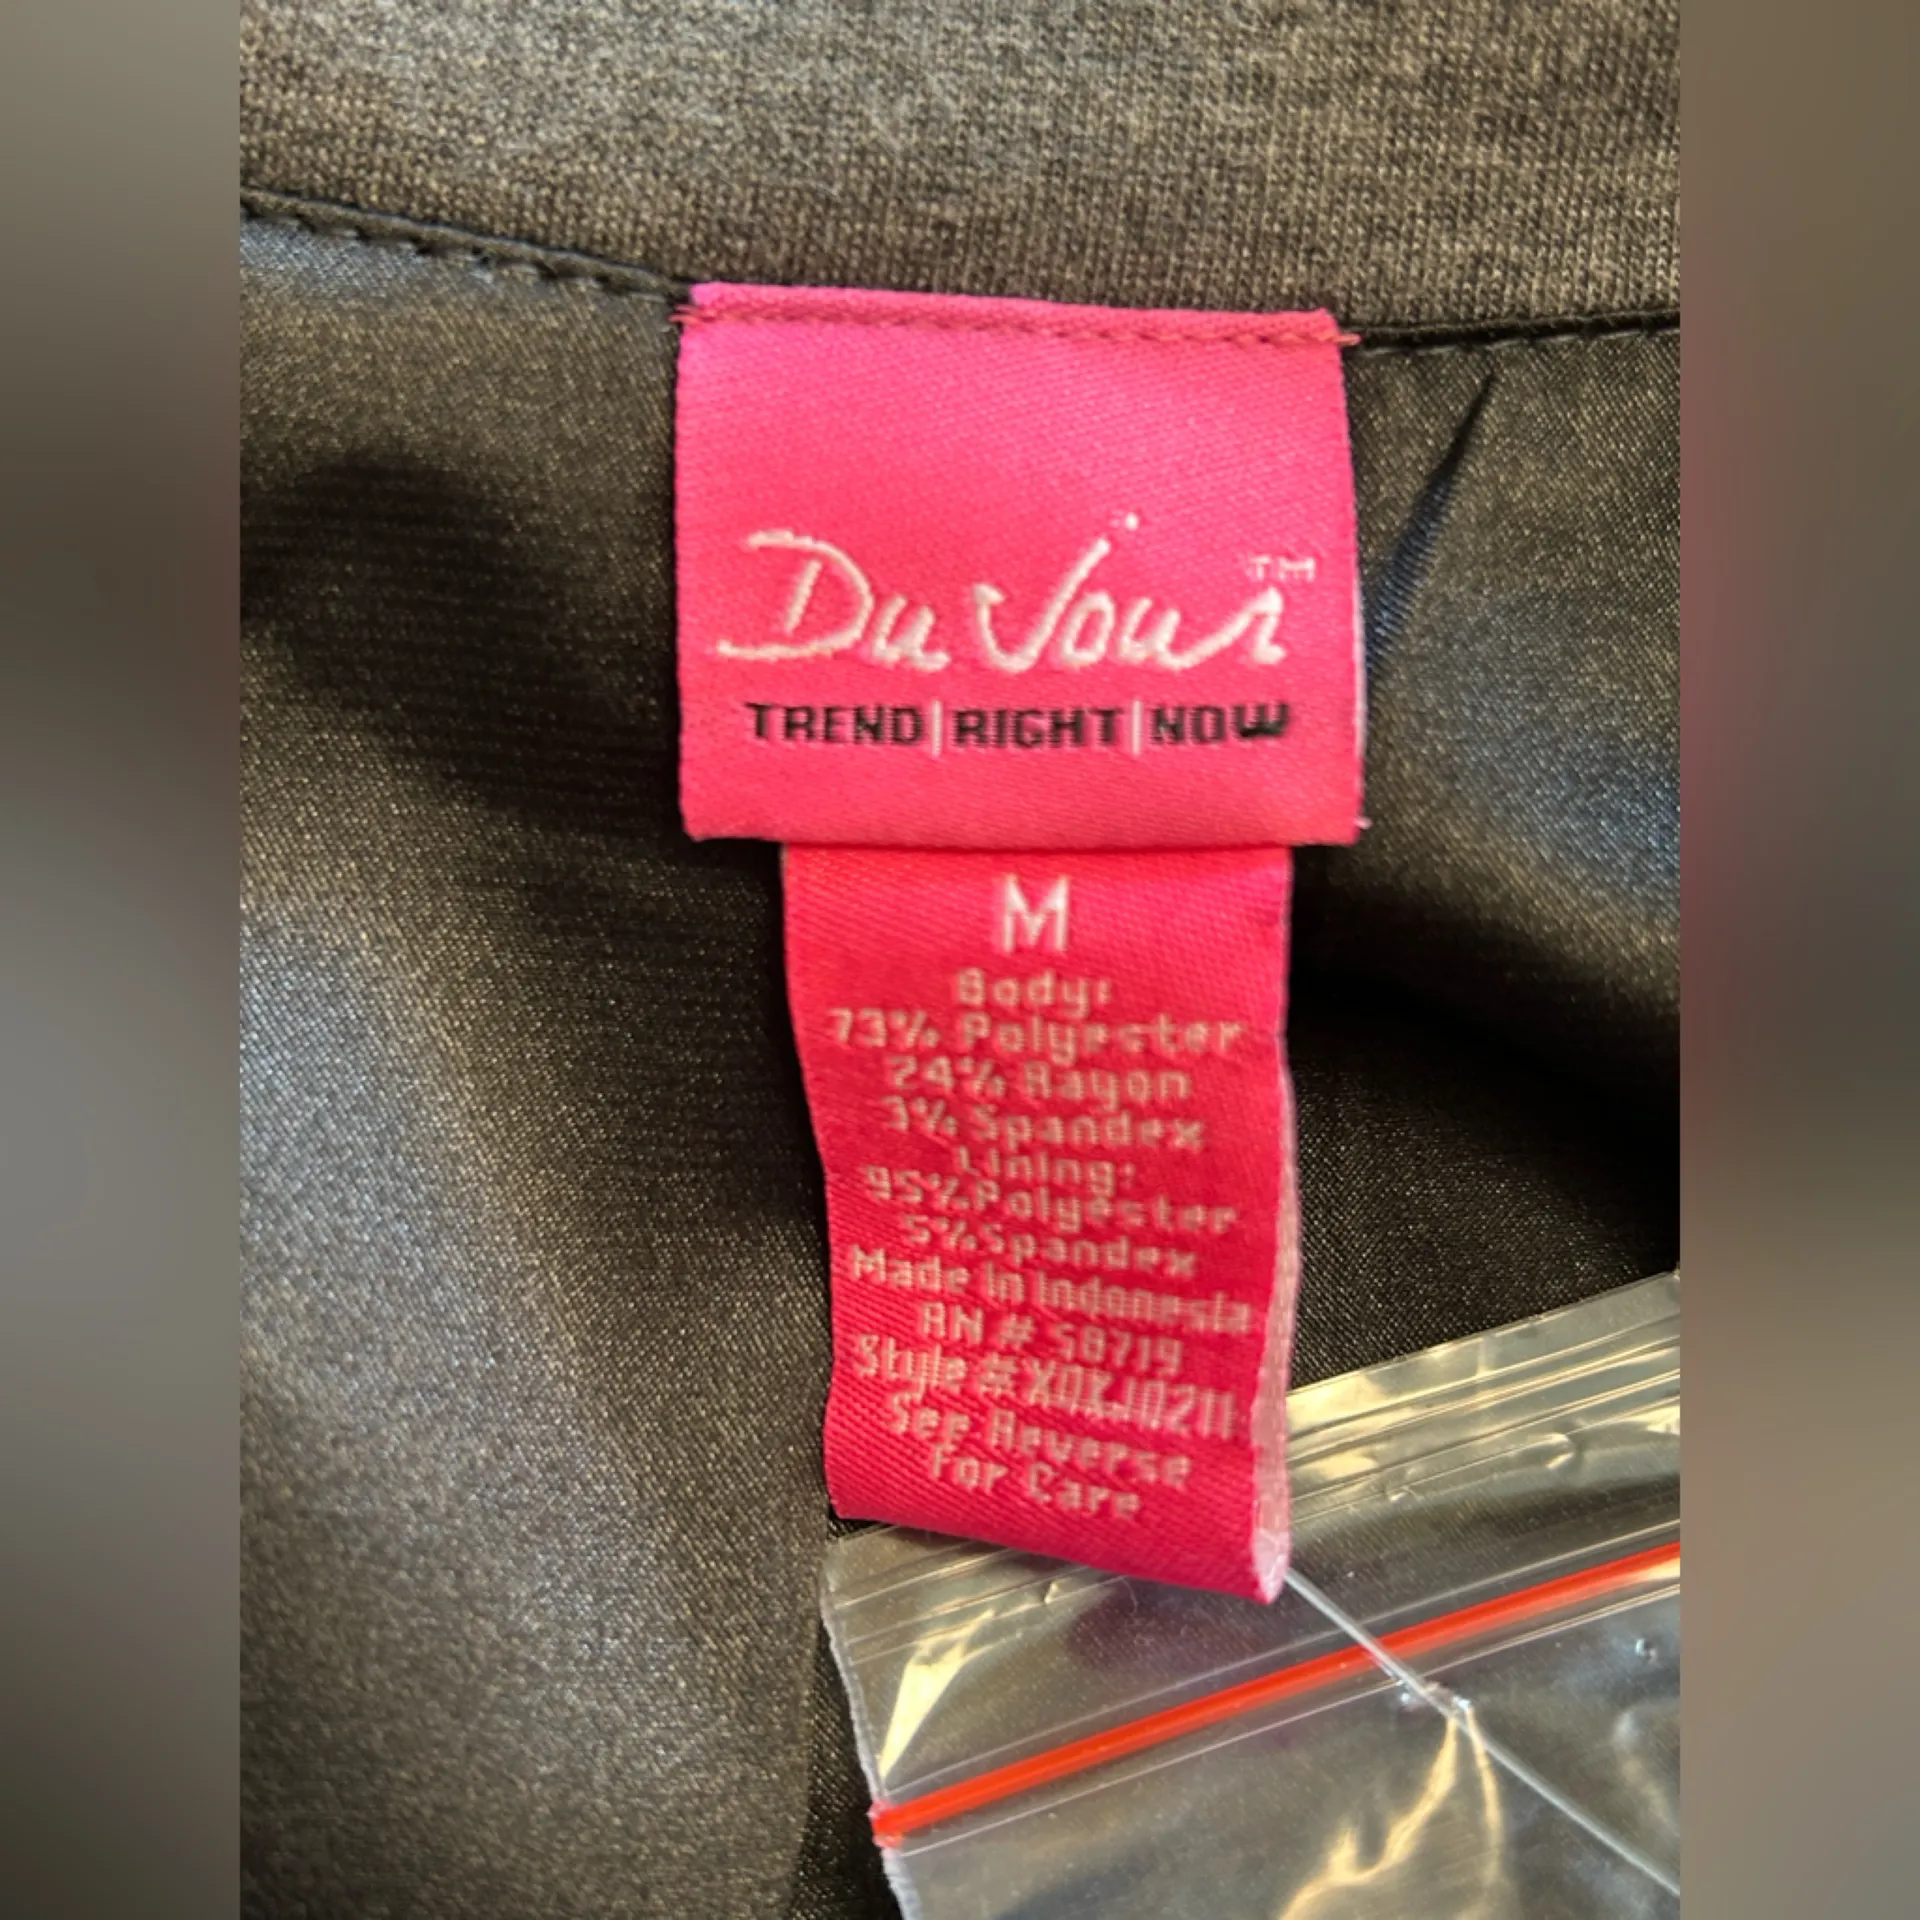 Du Jour™
TREND|RIGHT|NOW
M
Body:
73% Polyester
24% Rayon
3% Spandex
Lining:
95% Polyester
5% Spandex
Made In Indonesia
RN # 58719
Style # XOKJ0211
See Reverse
For Care